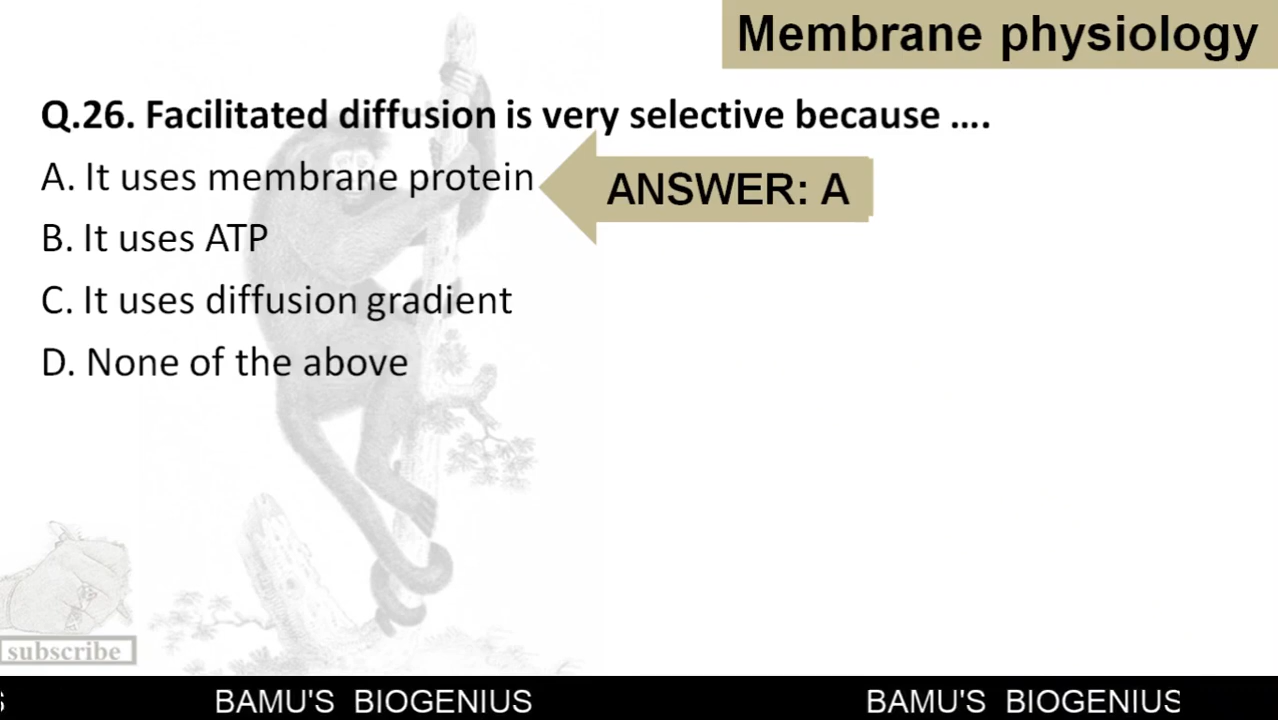 Membrane physiology
Q.26. Facilitated diffusion is very selective because ....
A. It uses membrane protein
ANSWER: A
B. It uses ATP
C. It uses diffusion gradient
D. None of the above
subscribe
S BAMU'S BIOGENIUS BAMU'S BIOGENIUS